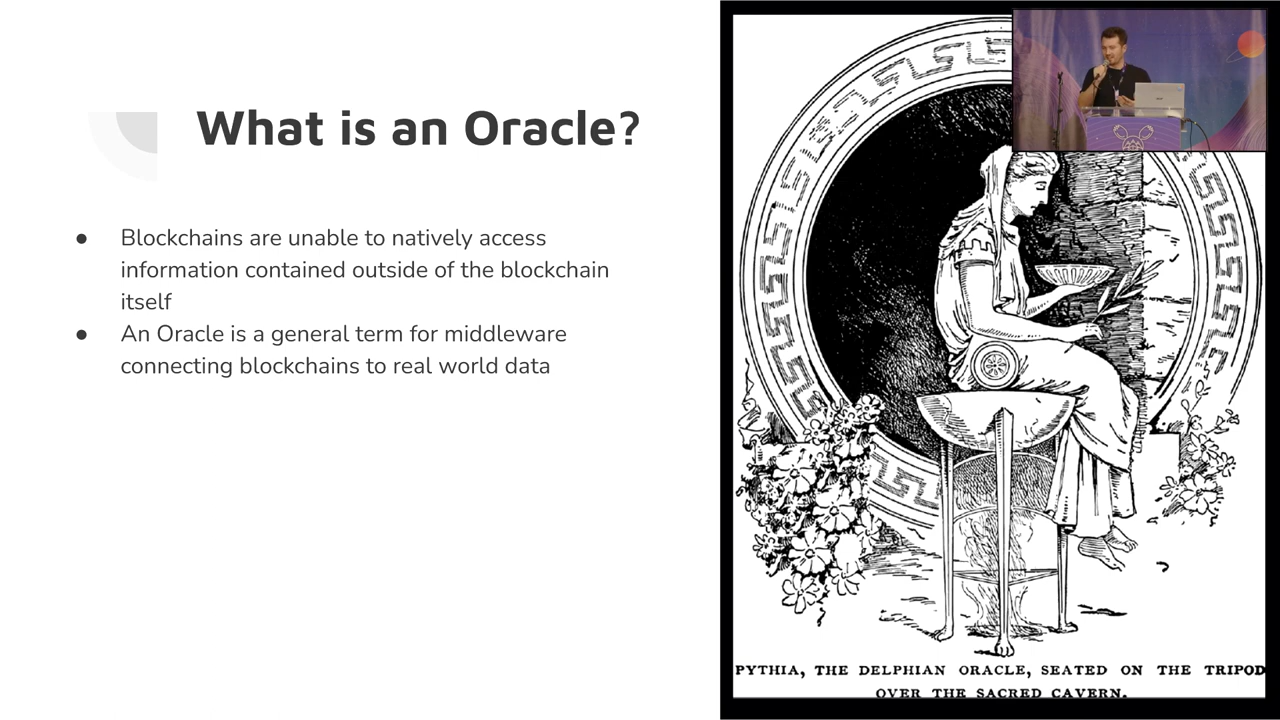 What is an Oracle?
● Blockchains are unable to natively access
information contained outside of the blockchain
itself
● An Oracle is a general term for middleware
connecting blockchains to real world data
PYTHIA, THE DELPHIAN ORACLE, SEATED ON THE TRIPOD
OVER THE SACRED CAVERN.